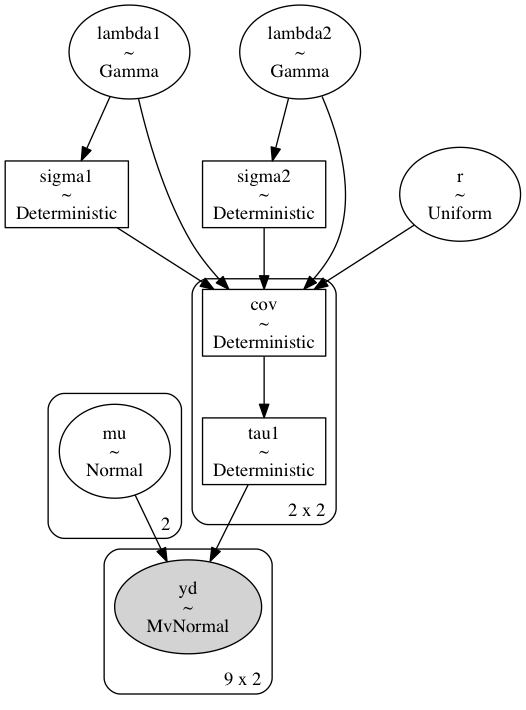 lambda1
~
Gamma
lambda2
~
Gamma
sigma1
~
Deterministic
sigma2
~
Deterministic
r
~
Uniform
cov
~
Deterministic
mu
~
Normal
2
tau1
~
Deterministic
2 x 2
yd
~
MvNormal
9 x 2